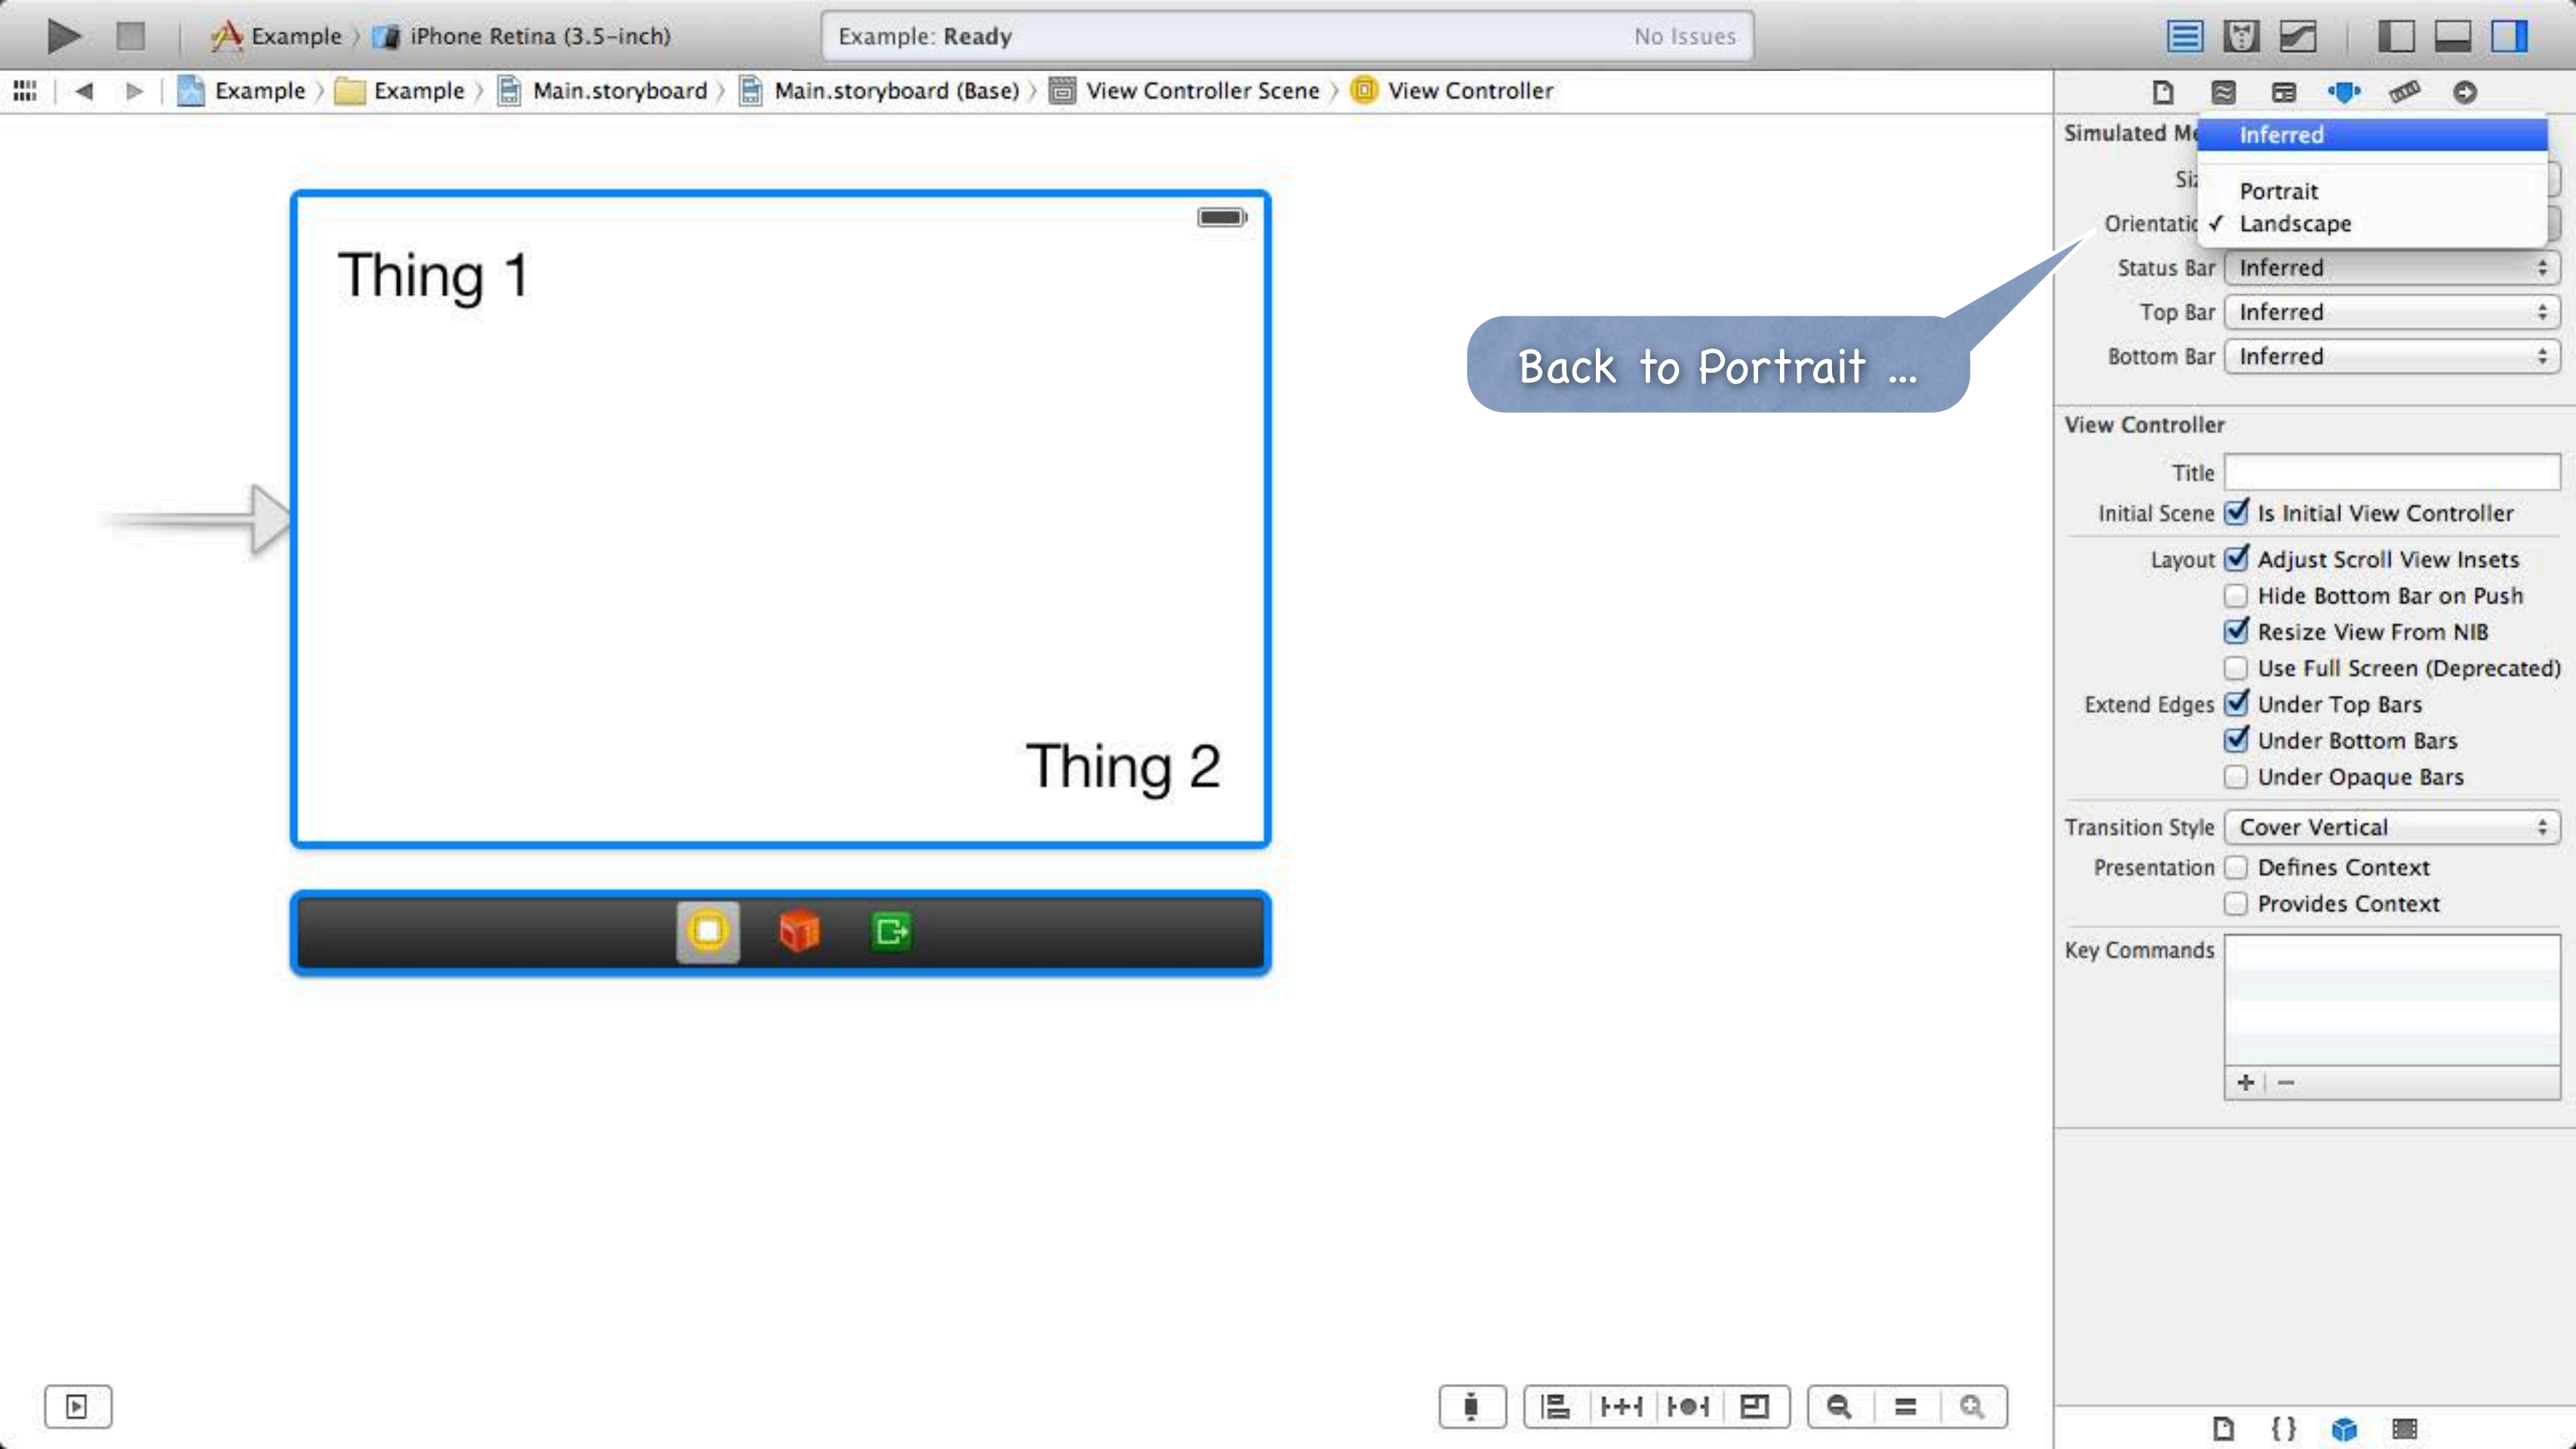 Example › iPhone Retina (3.5-inch)
Example: Ready
No Issues
Example › Example › Main.storyboard › Main.storyboard (Base) › View Controller Scene › View Controller
Thing 1
Thing 2
Back to Portrait ...
Simulated Me
Inferred
Siz
Portrait
Orientatio ✓ Landscape
Status Bar Inferred
Top Bar Inferred
Bottom Bar Inferred
View Controller
Title
Initial Scene Is Initial View Controller
Layout Adjust Scroll View Insets
Hide Bottom Bar on Push
Resize View From NIB
Use Full Screen (Deprecated)
Extend Edges Under Top Bars
Under Bottom Bars
Under Opaque Bars
Transition Style Cover Vertical
Presentation Defines Context
Provides Context
Key Commands